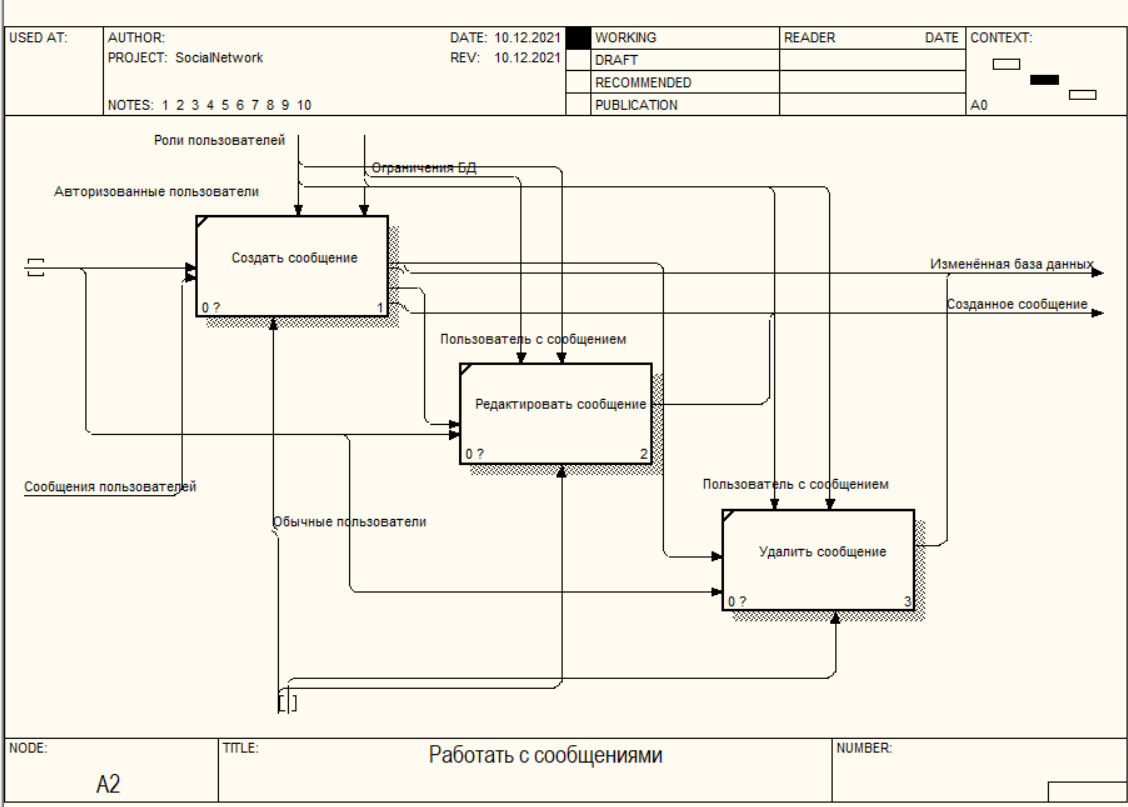 USED AT:
AUTHOR:
DATE: 10.12.2021
WORKING
READER
DATE
CONTEXT:
PROJECT: SocialNetwork
REV: 10.12.2021
DRAFT
RECOMMENDED
NOTES: 1 2 3 4 5 6 7 8 9 10
PUBLICATION
A0
Роли пользователей
Ограничения БД
Авторизованные пользователи
Создать сообщение
0 ?
1
Изменённая база данных
Созданное сообщение
Пользователь с сообщением
Редактировать сообщение
0 ?
2
Сообщения пользователей
Пользователь с сообщением
Обычные пользователи
Удалить сообщение
0 ?
3
NODE:
TITLE:
Работать с сообщениями
NUMBER:
A2